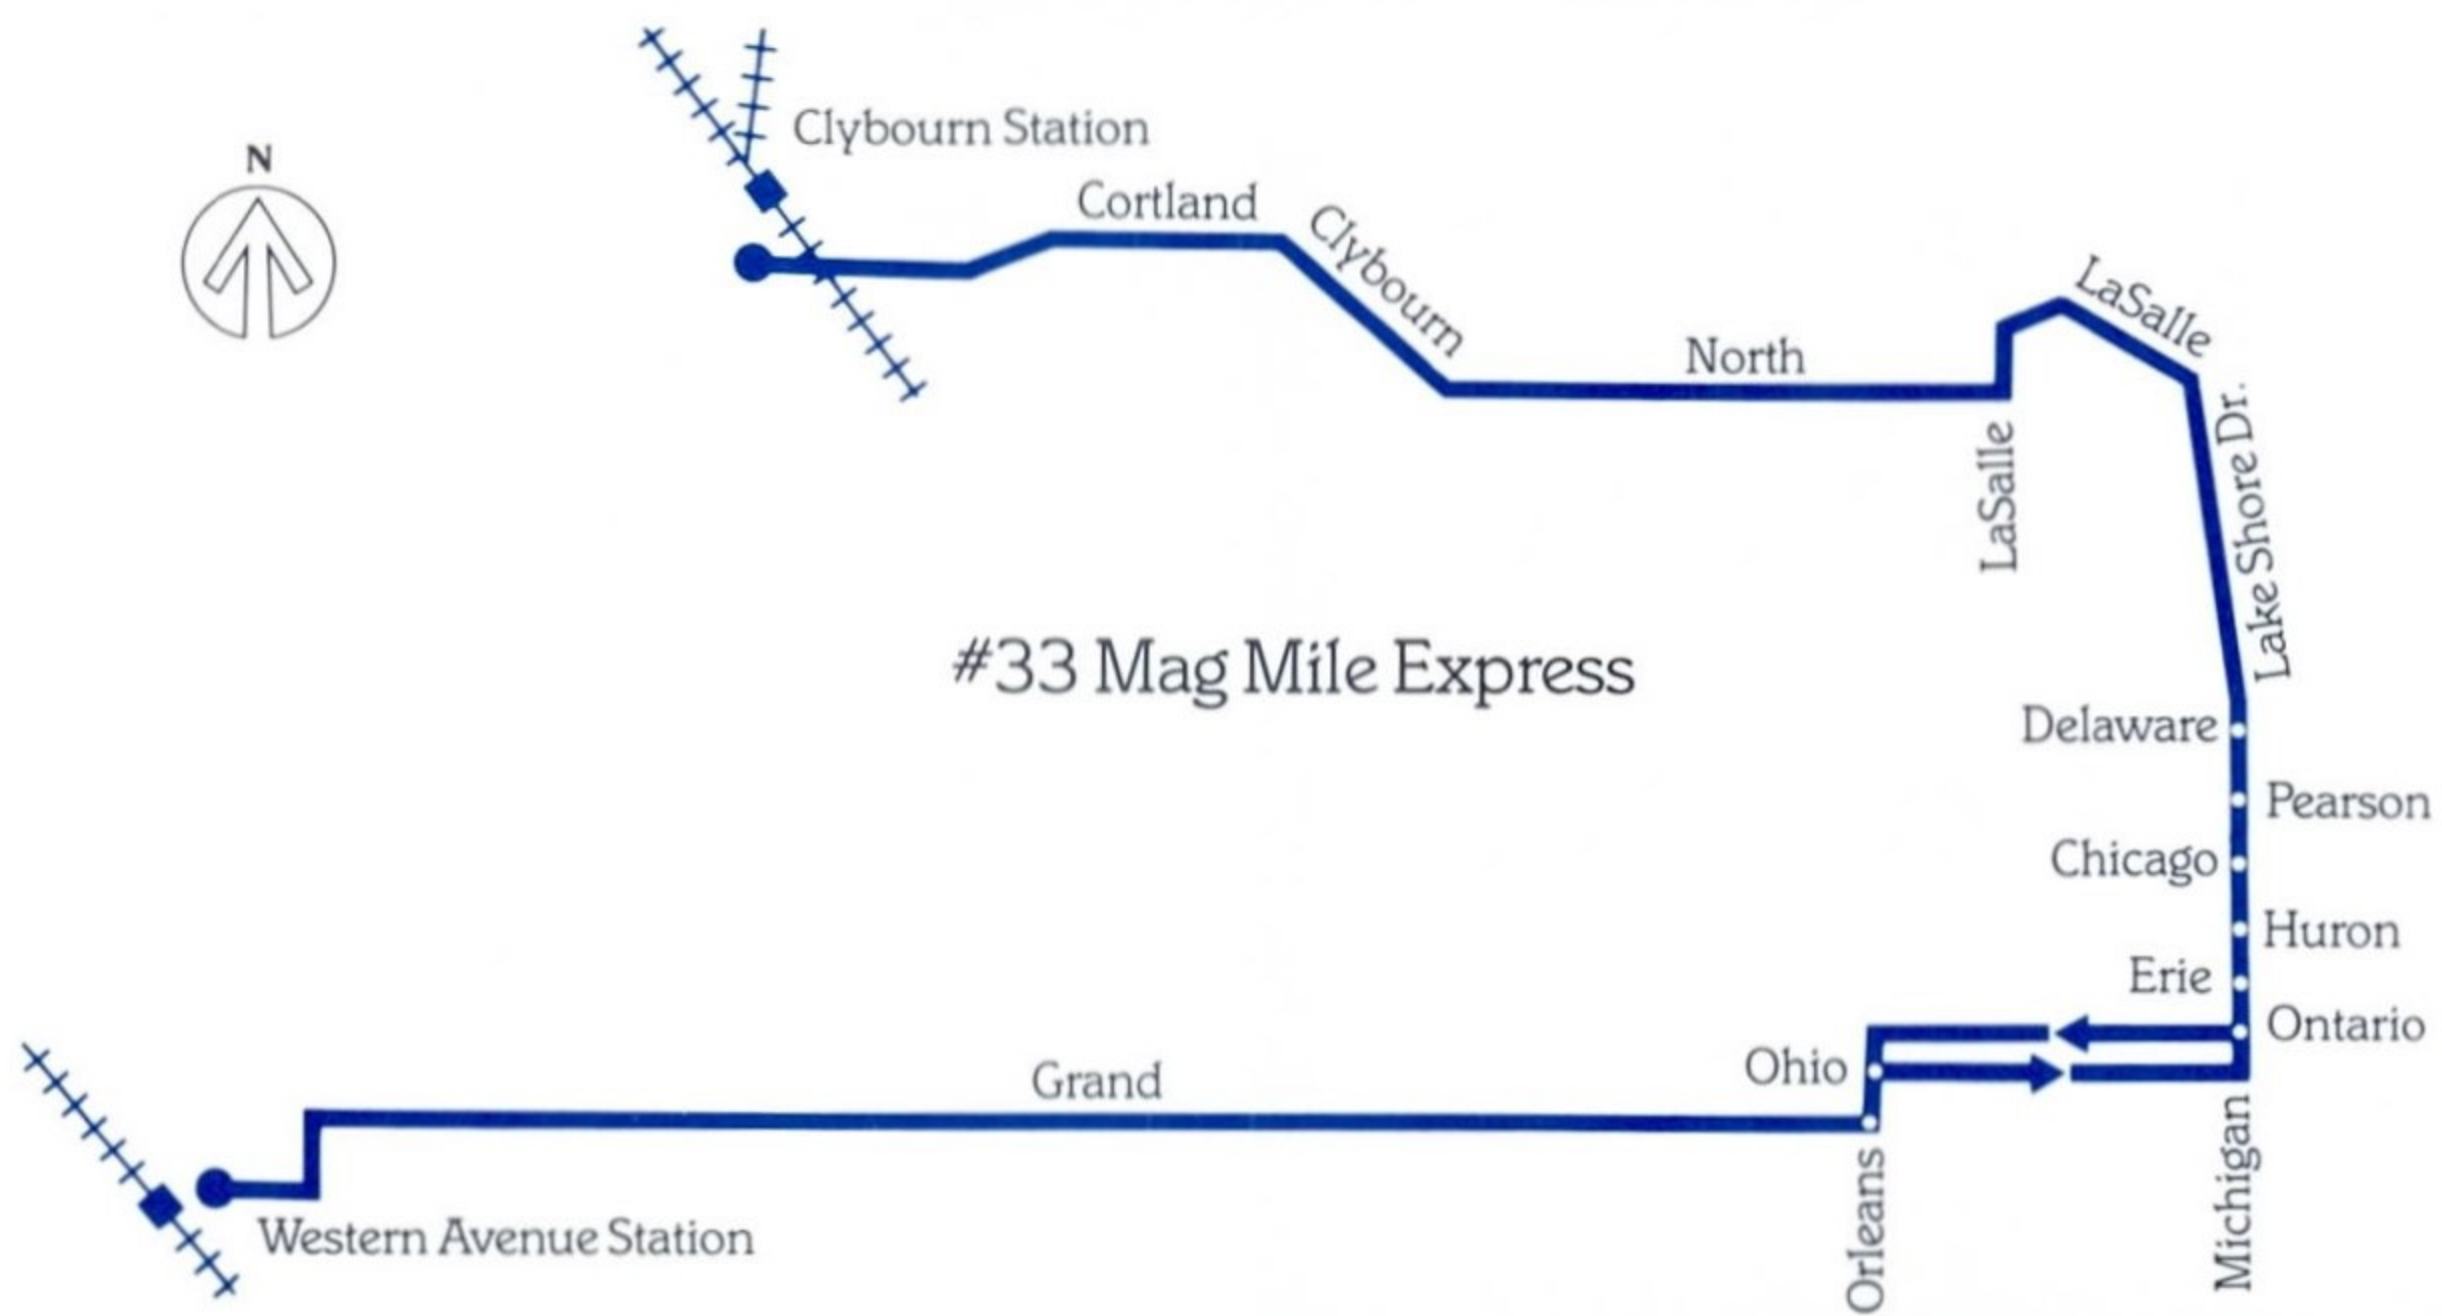 Clybourn Station
N
Cortland
Clybourn
LaSalle
North
Lake Shore Dr.
LaSalle
#33 Mag Mile Express
Delaware
Pearson
Chicago
Huron
Erie
Ontario
Ohio
Grand
Michigan
Orleans
Western Avenue Station